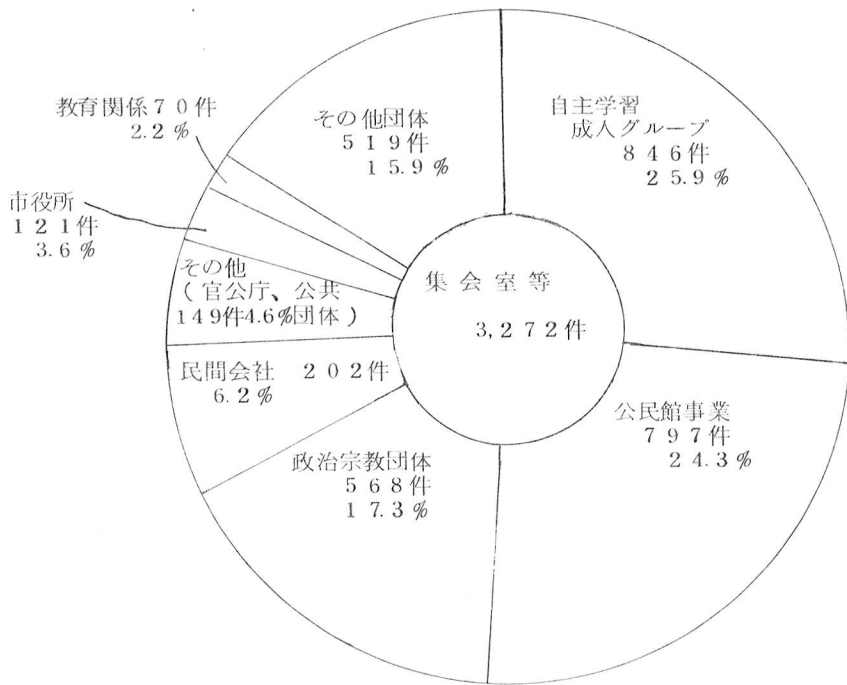 自主学習
成人グループ
846件
25.9%
公民館事業
797件
24.3%
政治宗教団体
568件
17.3%
民間会社 202件
6.2%
その他
(官公庁、公共
149件4.6%団体)
市役所
121件
3.6%
教育関係70件
2.2%
その他団体
519件
15.9%
集会室等
3,272件